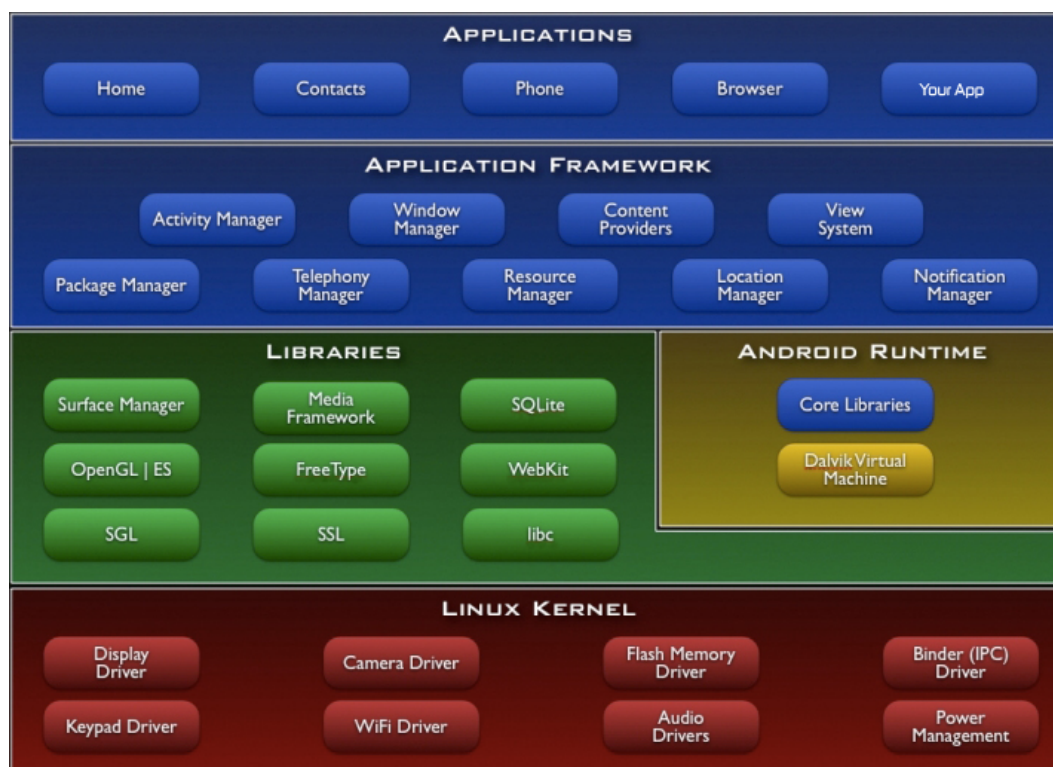 APPLICATIONS
Home
Contacts
Phone
Browser
Your App
APPLICATION FRAMEWORK
Activity Manager
Window
Manager
Content
Providers
View
System
Package Manager
Telephony
Manager
Resource
Manager
Location
Manager
Notification
Manager
LIBRARIES
Surface Manager
Media
Framework
SQLite
OpenGL | ES
FreeType
WebKit
SGL
SSL
libc
ANDROID RUNTIME
Core Libraries
Dalvik Virtual
Machine
LINUX KERNEL
Display
Driver
Camera Driver
Flash Memory
Driver
Binder (IPC)
Driver
Keypad Driver
WiFi Driver
Audio
Drivers
Power
Management